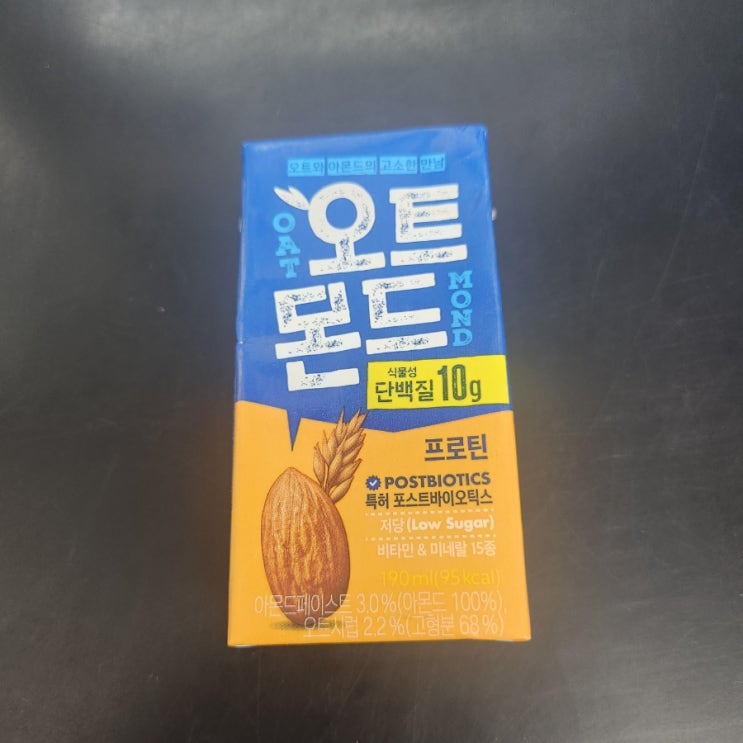 오트와 아몬드의 고소한 만남
OAT
오트
몬드
MOND
식물성
단백질 10g
프로틴
POSTBIOTICS
특허 포스트바이오틱스
저당 (Low Sugar)
비타민 & 미네랄 15종
190 ml(95 kcal)
아몬드페이스트 3.0%(아몬드 100%),
오트시럽 2.2%(고형분 68%)